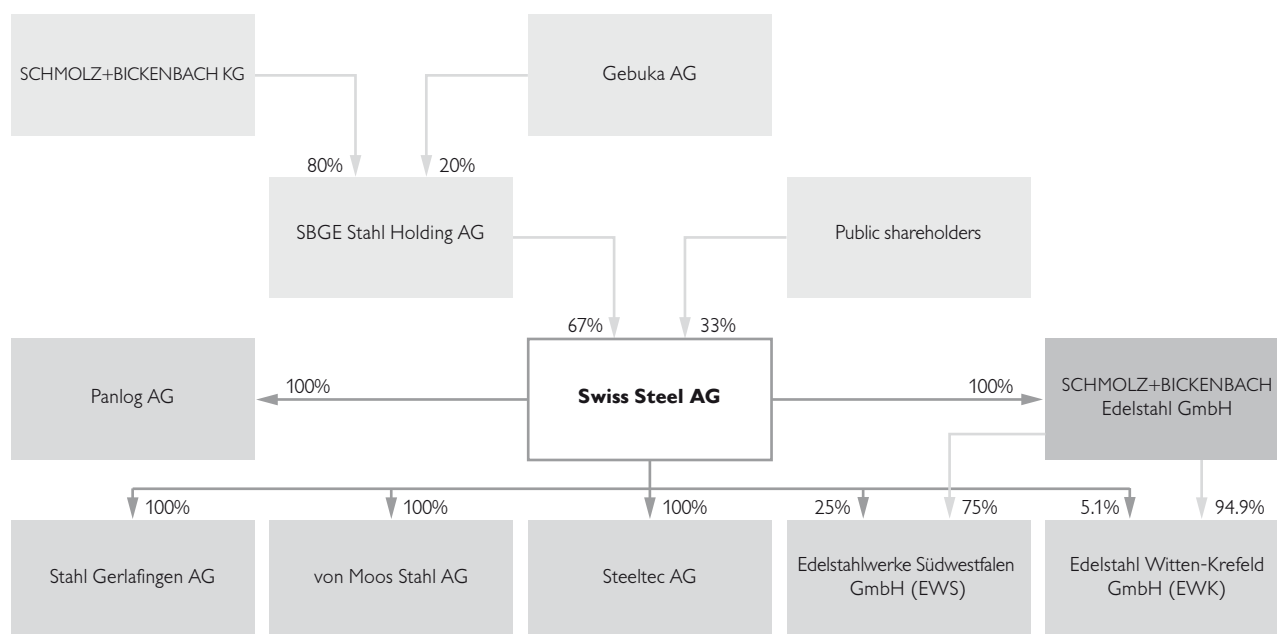 SCHMOLZ+BICKENBACH KG
Gebuka AG
80%
20%
SBGE Stahl Holding AG
Public shareholders
67%
33%
Panlog AG
100%
Swiss Steel AG
100%
SCHMOLZ+BICKENBACH
Edelstahl GmbH
100%
100%
100%
25%
75%
5.1%
94.9%
Stahl Gerlafingen AG
von Moos Stahl AG
Steeltec AG
Edelstahlwerke Südwestfalen
GmbH (EWS)
Edelstahl Witten-Krefeld
GmbH (EWK)